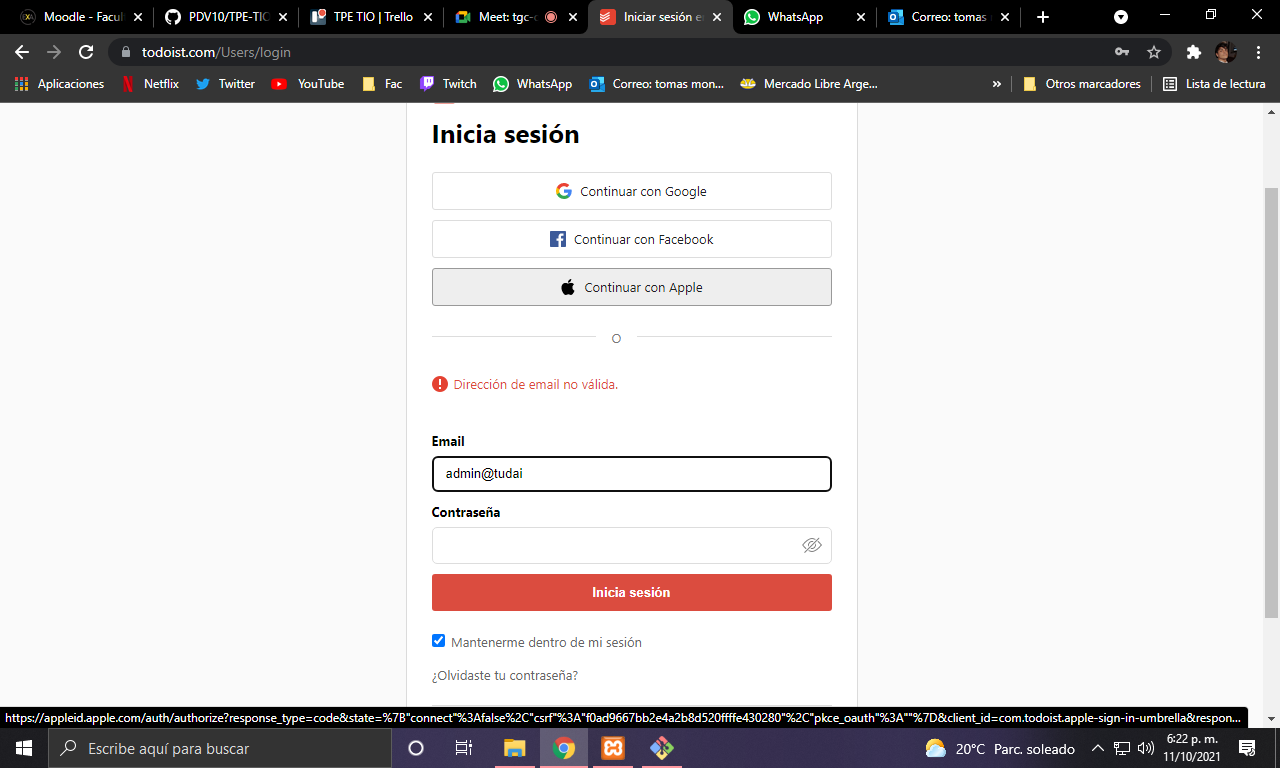 Moodle - Facul
PDV10/TPE-TIO
TPE TIO | Trello
Meet: tgc-
Iniciar sesión e
WhatsApp
Correo: tomas
todoist.com/Users/login
Aplicaciones
Netflix
Twitter
YouTube
Fac
Twitch
WhatsApp
Correo: tomas mon...
Mercado Libre Arge...
»
Otros marcadores
Lista de lectura
Inicia sesión
Continuar con Google
Continuar con Facebook
Continuar con Apple
O
Dirección de email no válida.
Email
admin@tudai
Contraseña
Inicia sesión
Mantenerme dentro de mi sesión
¿Olvidaste tu contraseña?
https://appleid.apple.com/auth/authorize?response_type=code&state=%7B"connect"%3Afalse%2C"csrf"%3A"f0ad9667bb2e4a2b8d520ffffe430280"%2C"pkce_oauth"%3A""%7D&client_id=com.todoist.apple-sign-in-umbrella&respon...
Escribe aquí para buscar
20°C Parc. soleado
6:22 p. m.
11/10/2021